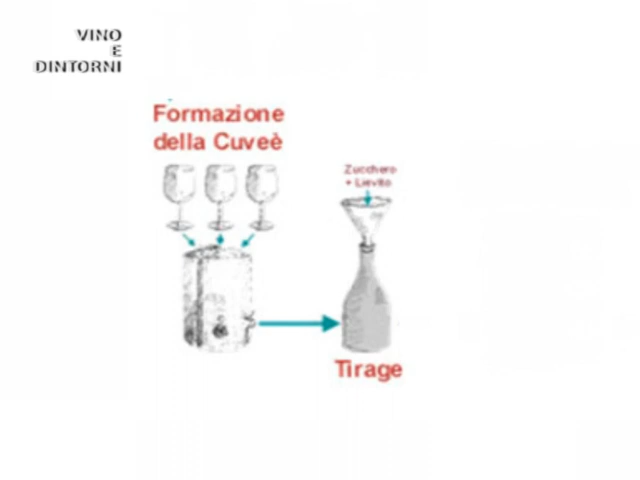 VINO
E
DINTORNI
Formazione
della Cuveè
Zucchero
+ Lievito
Tirage